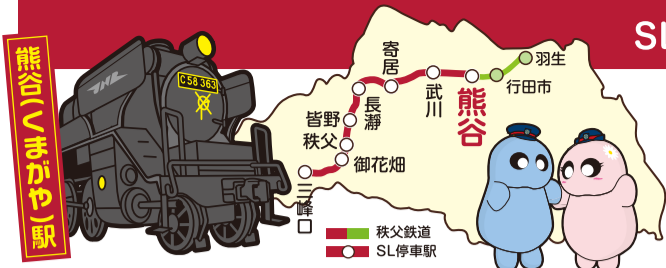 SL
熊谷(くまがや)駅
C58 363
寄居
羽生
行田市
熊谷
武川
長瀞
皆野
秩父
御花畑
三峰口
秩父鉄道
SL停車駅